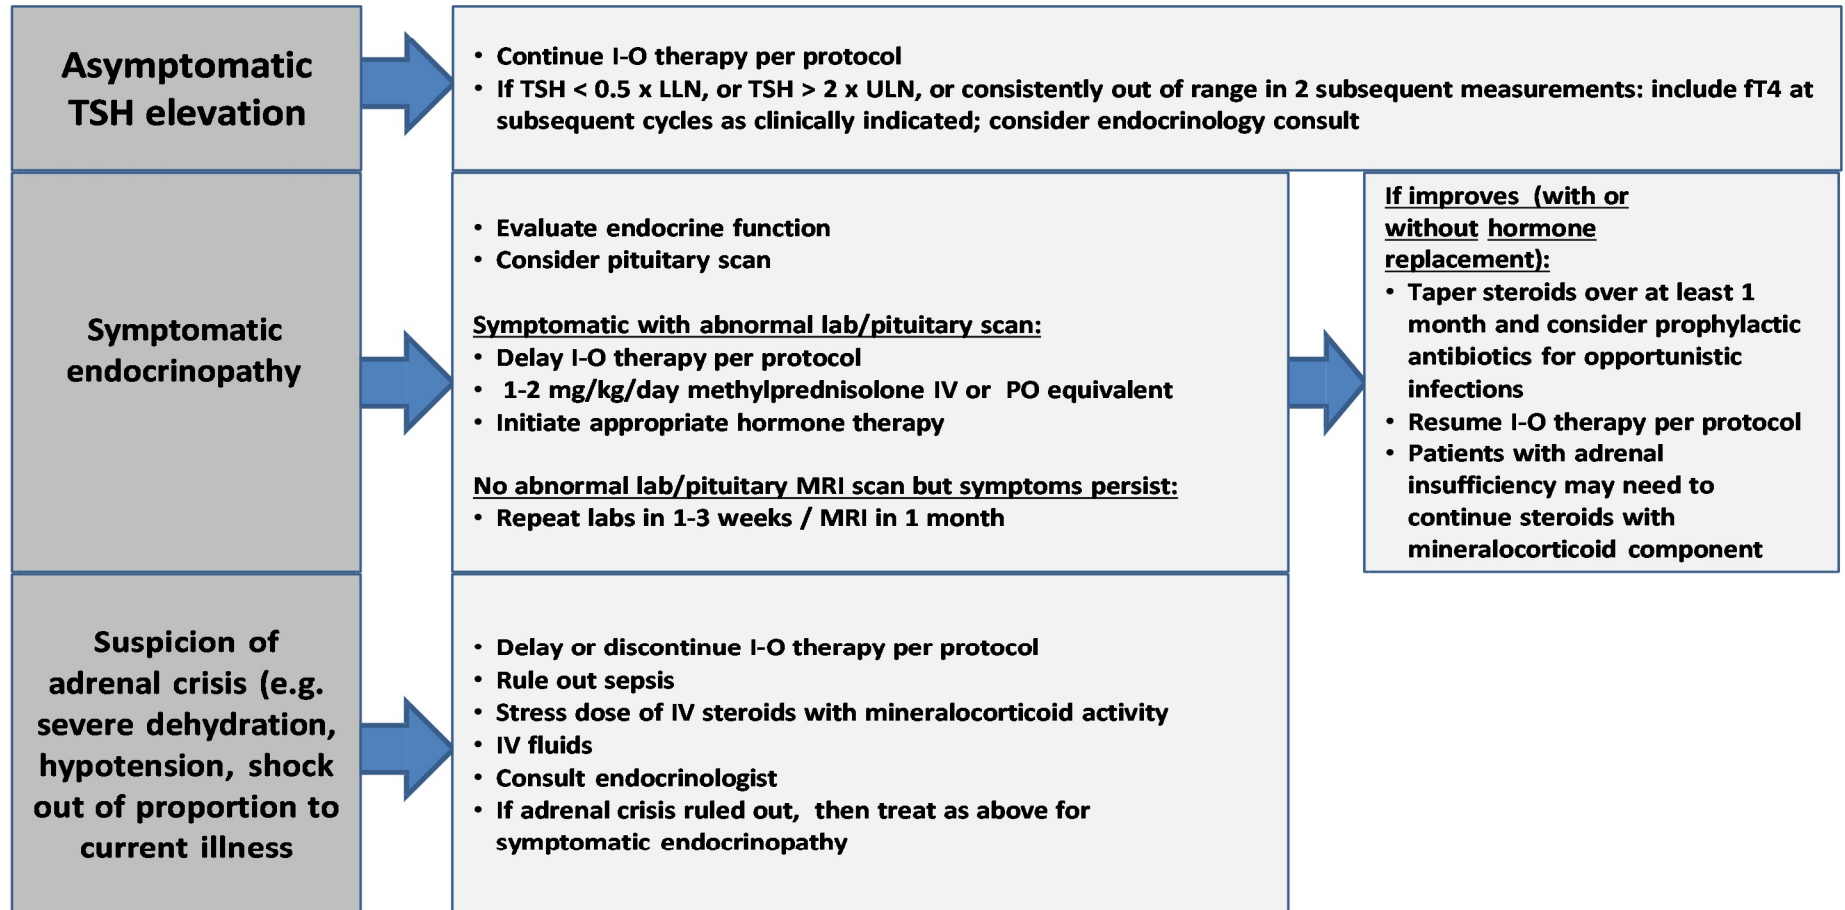 Asymptomatic
TSH elevation
• Continue I-O therapy per protocol
• If TSH < 0.5 x LLN, or TSH > 2 x ULN, or consistently out of range in 2 subsequent measurements: include fT4 at
subsequent cycles as clinically indicated; consider endocrinology consult
Symptomatic
endocrinopathy
• Evaluate endocrine function
• Consider pituitary scan
Symptomatic with abnormal lab/pituitary scan:
• Delay I-O therapy per protocol
• 1-2 mg/kg/day methylprednisolone IV or PO equivalent
• Initiate appropriate hormone therapy
No abnormal lab/pituitary MRI scan but symptoms persist:
• Repeat labs in 1-3 weeks / MRI in 1 month
If improves (with or
without hormone
replacement):
• Taper steroids over at least 1
month and consider prophylactic
antibiotics for opportunistic
infections
• Resume I-O therapy per protocol
• Patients with adrenal
insufficiency may need to
continue steroids with
mineralocorticoid component
Suspicion of
adrenal crisis (e.g.
severe dehydration,
hypotension, shock
out of proportion to
current illness
• Delay or discontinue I-O therapy per protocol
• Rule out sepsis
• Stress dose of IV steroids with mineralocorticoid activity
• IV fluids
• Consult endocrinologist
• If adrenal crisis ruled out, then treat as above for
symptomatic endocrinopathy